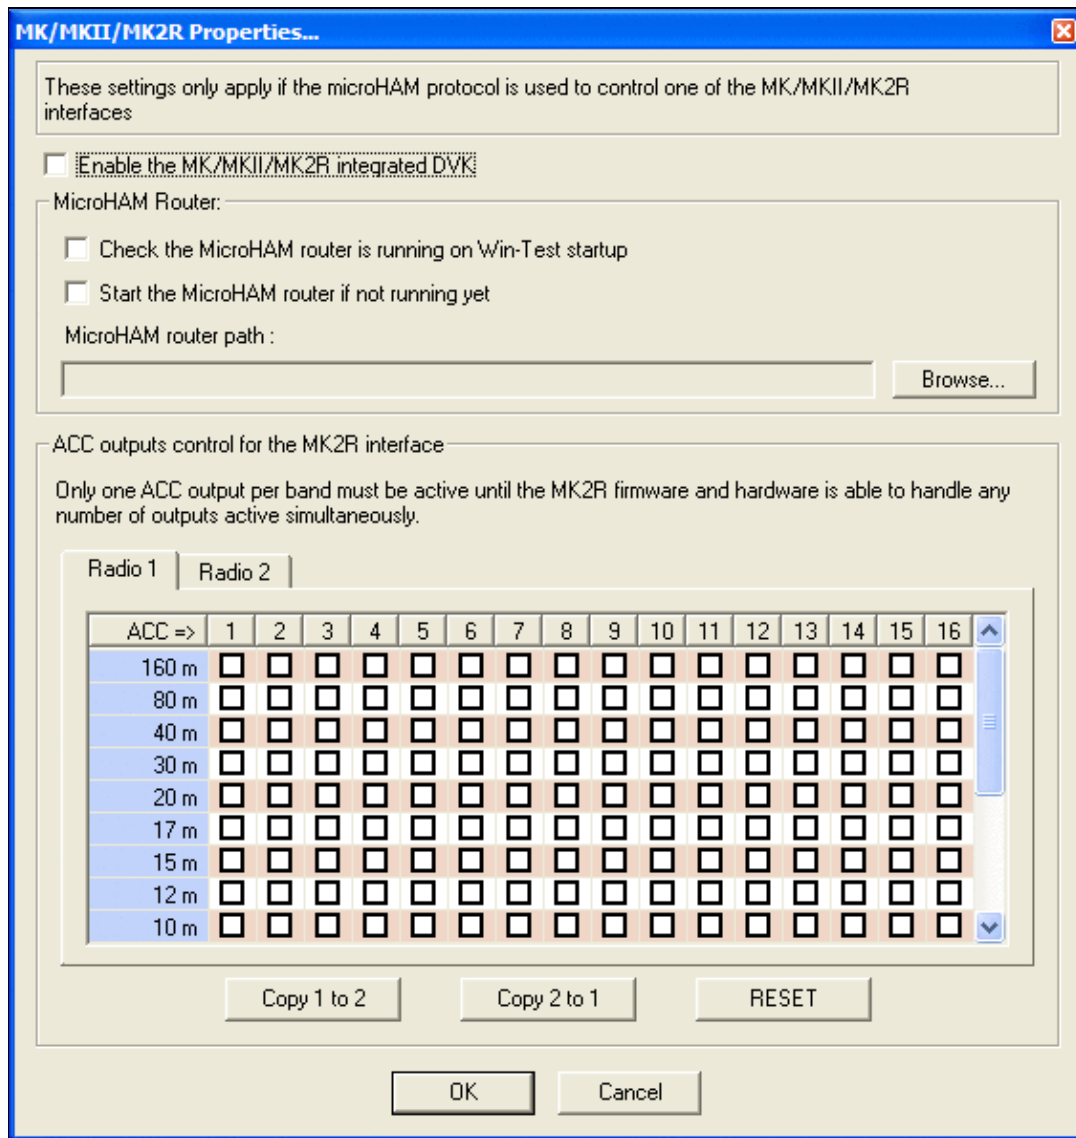 MK/MKII/MK2R Properties...
These settings only apply if the microHAM protocol is used to control one of the MK/MKII/MK2R
interfaces
Enable the MK/MKII/MK2R integrated DVK
MicroHAM Router:
Check the MicroHAM router is running on Win-Test startup
Start the MicroHAM router if not running yet
MicroHAM router path :
Browse...
ACC outputs control for the MK2R interface
Only one ACC output per band must be active until the MK2R firmware and hardware is able to handle any
number of outputs active simultaneously.
Radio 1 Radio 2
ACC => 1 2 3 4 5 6 7 8 9 10 11 12 13 14 15 16
160 m
80 m
40 m
30 m
20 m
17 m
15 m
12 m
10 m
Copy 1 to 2 Copy 2 to 1 RESET
OK Cancel